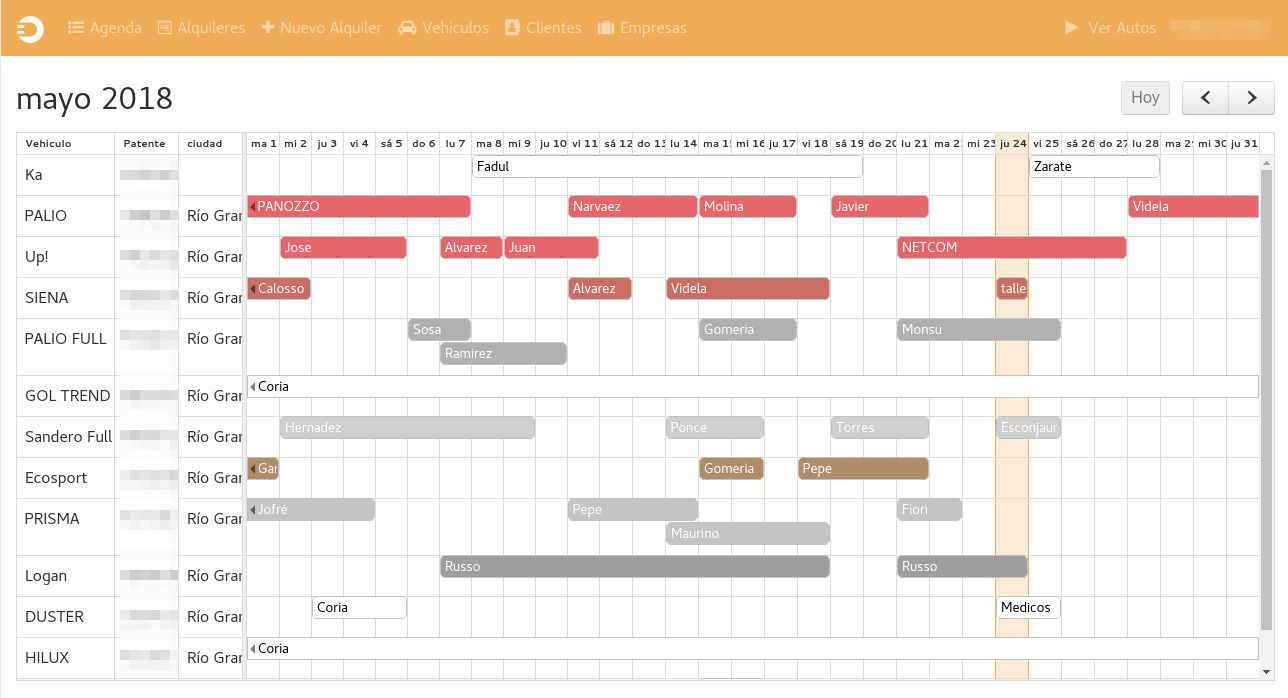 Agenda Alquileres Nuevo Alquiler Vehículos Clientes Empresas Ver Autos
mayo 2018
Hoy
Vehiculo Patente ciudad ma 1 mi 2 ju 3 vi 4 sá 5 do 6 lu 7 ma 8 mi 9 ju 10 vi 11 sá 12 do 13 lu 14 ma 15 mi 16 ju 17 vi 18 sá 19 do 20 lu 21 ma 2 mi 23 ju 24 vi 25 sá 26 do 27 lu 28 ma 2 mi 30 ju 31
Ka Fadul Zarate
PALIO Río Gran PANOZZO Narvaez Molina Javier Videla
Up! Río Gran Jose Alvarez Juan NETCOM
SIENA Río Gran Calosso Alvarez Videla talle
PALIO FULL Río Gran Sosa Gomeria Monsu
Ramirez
GOL TREND Río Gran Coria
Sandero Full Río Gran Hernadez Ponce Torres Esconjaur
Ecosport Río Gran Gar Gomeria Pepe
PRISMA Río Gran Jofré Pepe Fiori
Maurino
Logan Río Gran Russo Russo
DUSTER Río Gran Coria Medicos
HILUX Río Gran Coria